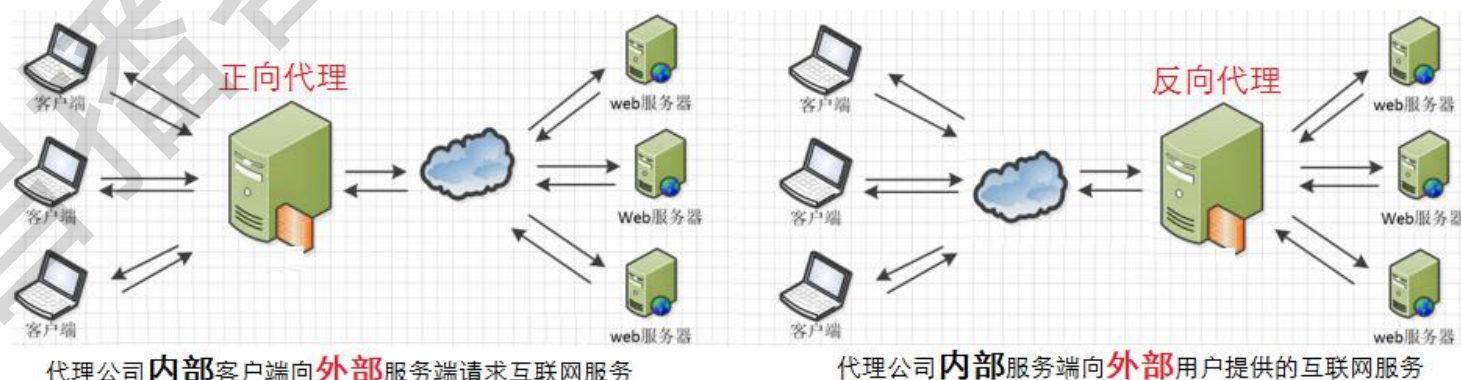 正向代理
客户端
客户端
客户端
web服务器
Web服务器
web服务器
代理公司内部客户端向外部服务端请求互联网服务
反向代理
客户端
客户端
客户端
web服务器
Web服务器
web服务器
代理公司内部服务端向外部用户提供的互联网服务